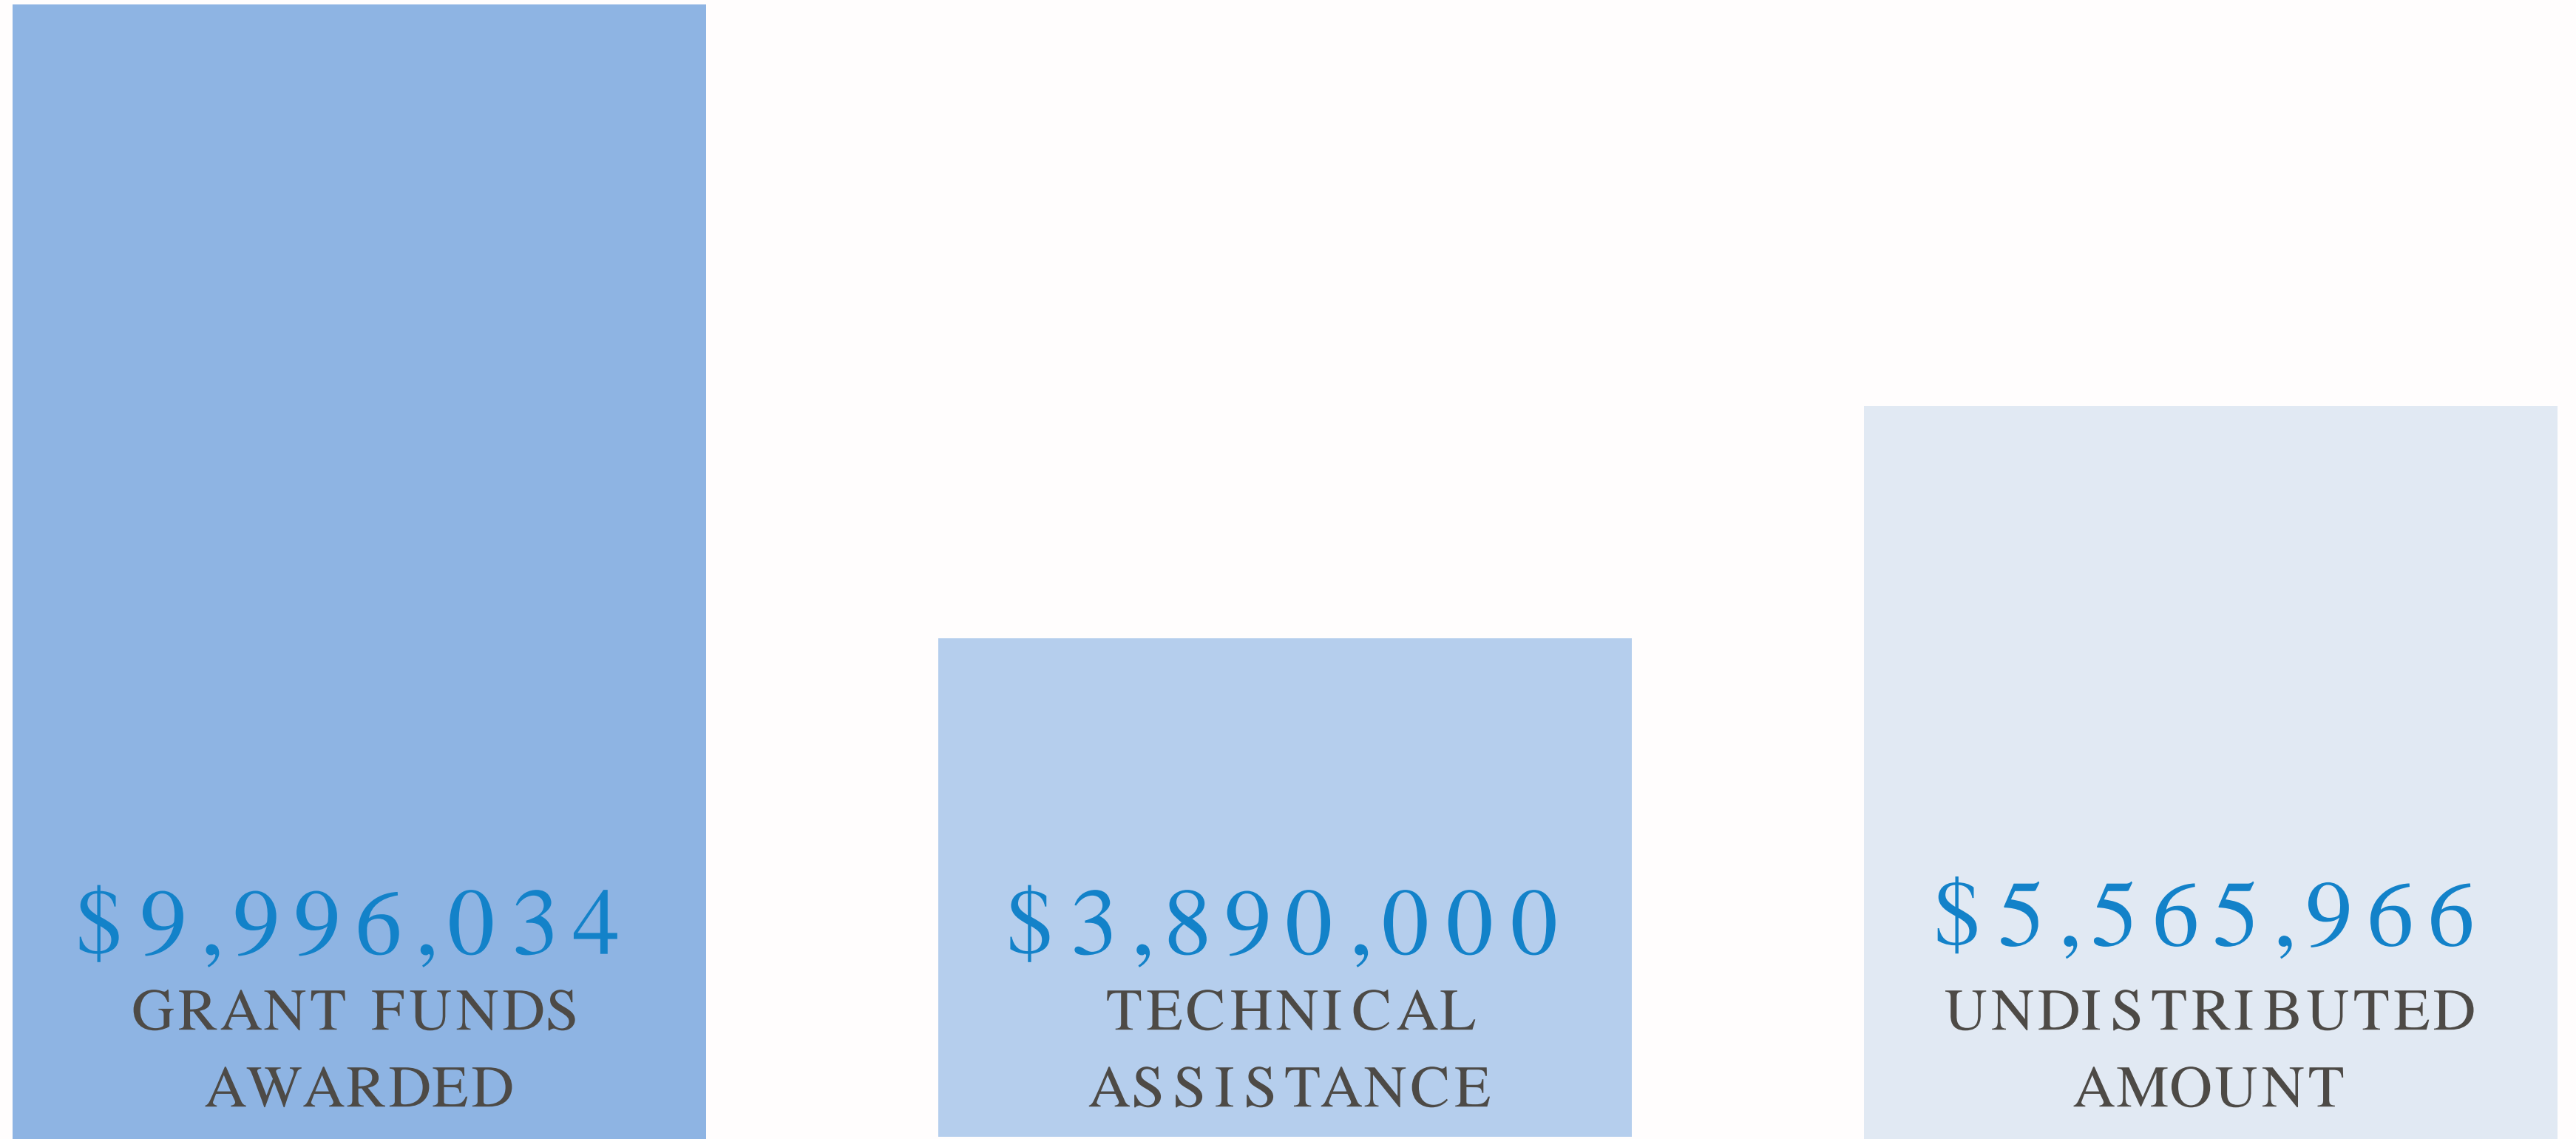 $9,996,034
GRANT FUNDS
AWARDED
$3,890,000
TECHNICAL
ASSISTANCE
$5,565,966
UNDISTRIBUTED
AMOUNT